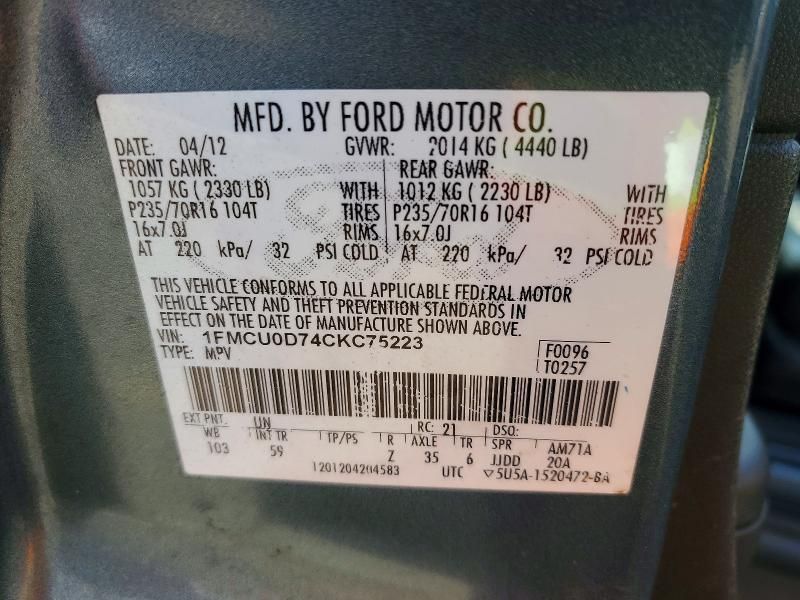 MFD. BY FORD MOTOR CO.
DATE: 04/12 GVWR: 2014 KG ( 4440 LB)
FRONT GAWR: REAR GAWR:
1057 KG ( 2330 LB) WITH 1012 KG ( 2230 LB) WITH
P235/70R16 104T TIRES P235/70R16 104T TIRES
16x7.0J RIMS 16x7.0J RIMS
AT 220 kPa/ 32 PSI COLD AT 220 kPa/ 32 PSI COLD
THIS VEHICLE CONFORMS TO ALL APPLICABLE FEDERAL MOTOR
VEHICLE SAFETY AND THEFT PREVENTION STANDARDS IN
EFFECT ON THE DATE OF MANUFACTURE SHOWN ABOVE.
VIN: 1FMCU0D74CKC75223 F0096
TYPE: MPV T0257
EXT PNT: UN RC: 21 DSO:
WB INT TR TP/PS R AXLE TR SPR AM71A
103 59 Z 35 6 JJDD 20A
1201204204583 UTC ▽5U5A-1520472-BA